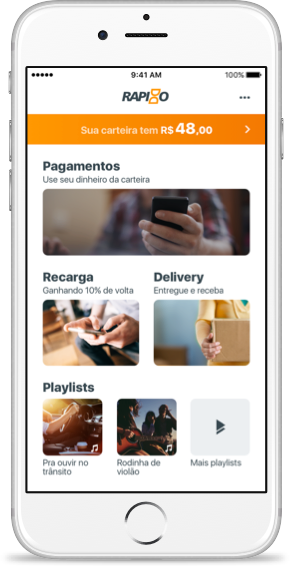 9:41 AM 100%
RAPIDO
Sua carteira tem R$ 48,00
Pagamentos
Use seu dinheiro da carteira
Recarga
Ganhando 10% de volta
Delivery
Entregue e receba
Playlists
Pra ouvir no
trânsito
Rodinha de
violão
Mais playlists